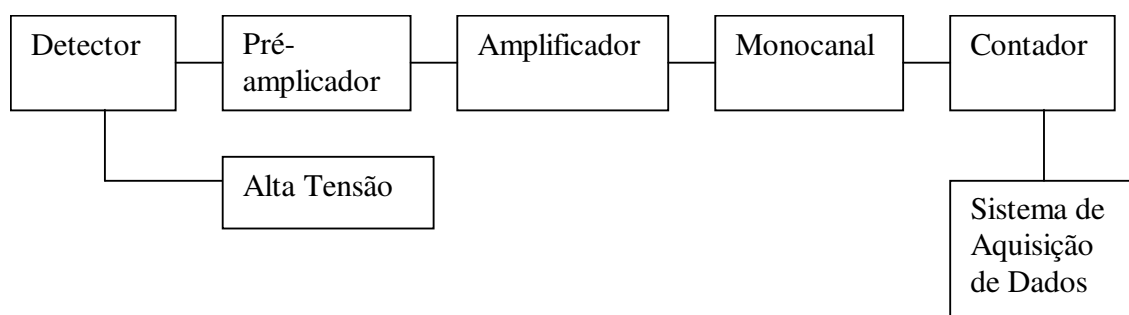 Detector
Pré-
amplicador
Amplificador
Monocanal
Contador
Alta Tensão
Sistema de
Aquisição
de Dados